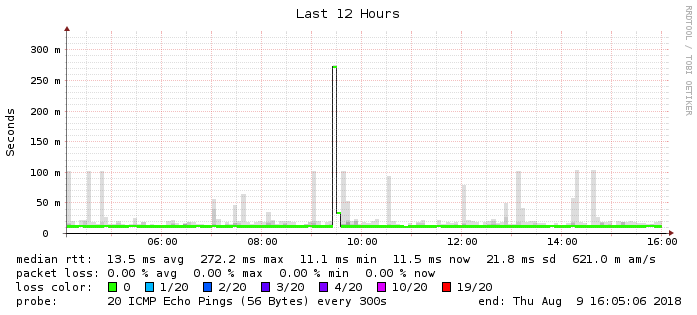 Last 12 Hours
RRDTOOL / TOBI OETIKER
Seconds
300 m
250 m
200 m
150 m
100 m
50 m
0
06:00 08:00 10:00 12:00 14:00 16:00
median rtt: 13.5 ms avg 272.2 ms max 11.1 ms min 11.5 ms now 21.8 ms sd 621.0 m am/s
packet loss: 0.00 % avg 0.00 % max 0.00 % min 0.00 % now
loss color: 0 1/20 2/20 3/20 4/20 10/20 19/20
probe: 20 ICMP Echo Pings (56 Bytes) every 300s end: Thu Aug 9 16:05:06 2018